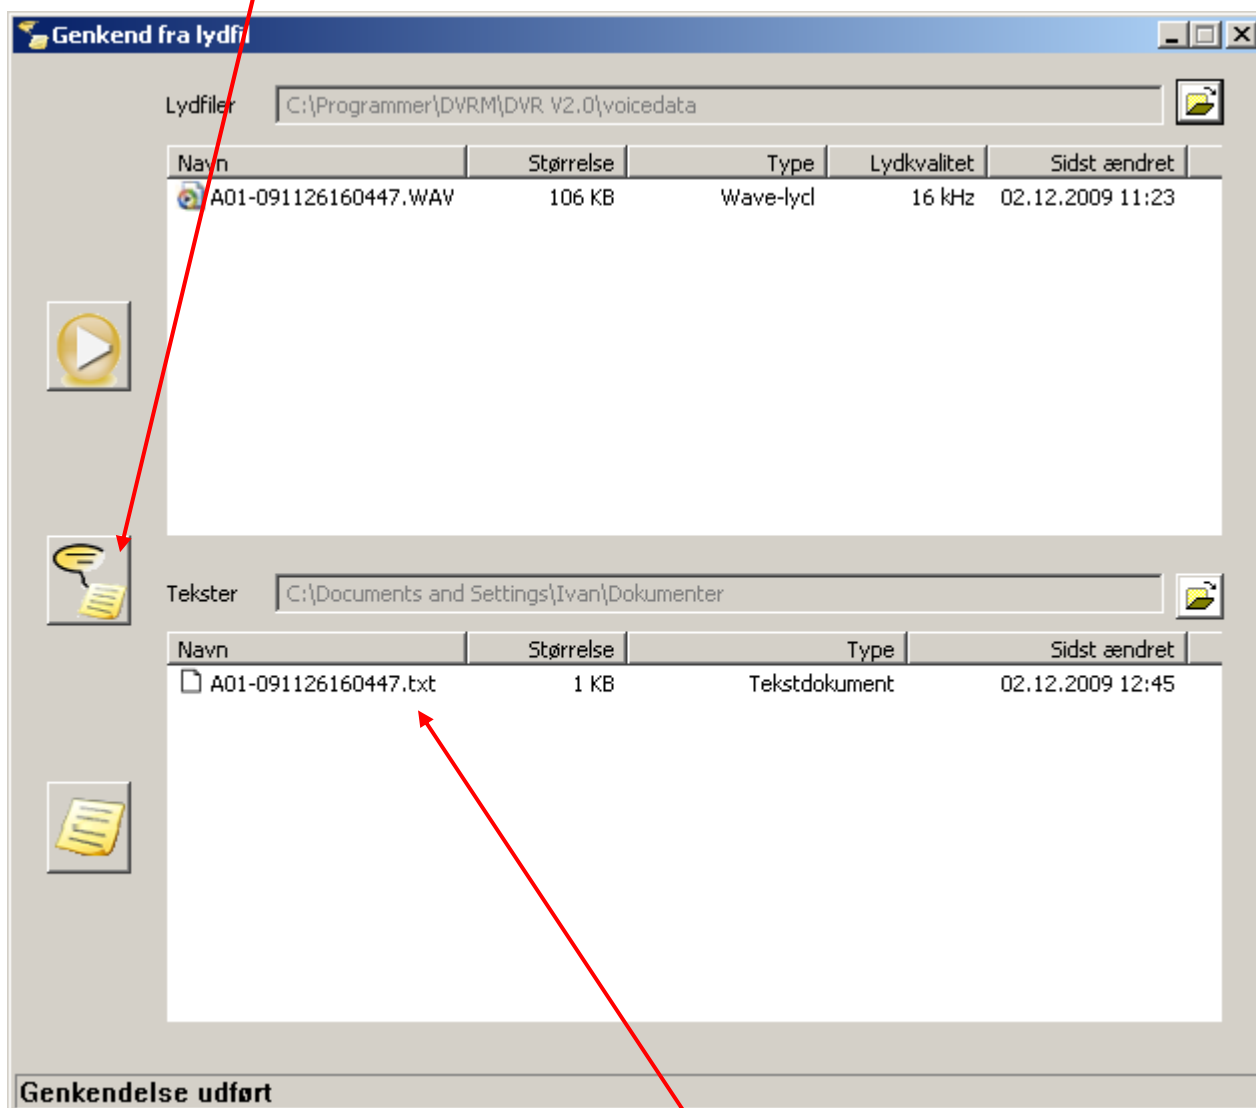 Genkend fra lydfil
Lydfiler C:\Programmer\DVRM\DVR V2.0\voicedata
Navn Størrelse Type Lydkvalitet Sidst ændret
A01-091126160447.WAV 106 KB Wave-lycl 16 kHz 02.12.2009 11:23
Tekster C:\Documents and Settings\Ivan\Dokumenter
Navn Størrelse Type Sidst ændret
A01-091126160447.txt 1 KB Tekstdokument 02.12.2009 12:45
Genkendelse udført